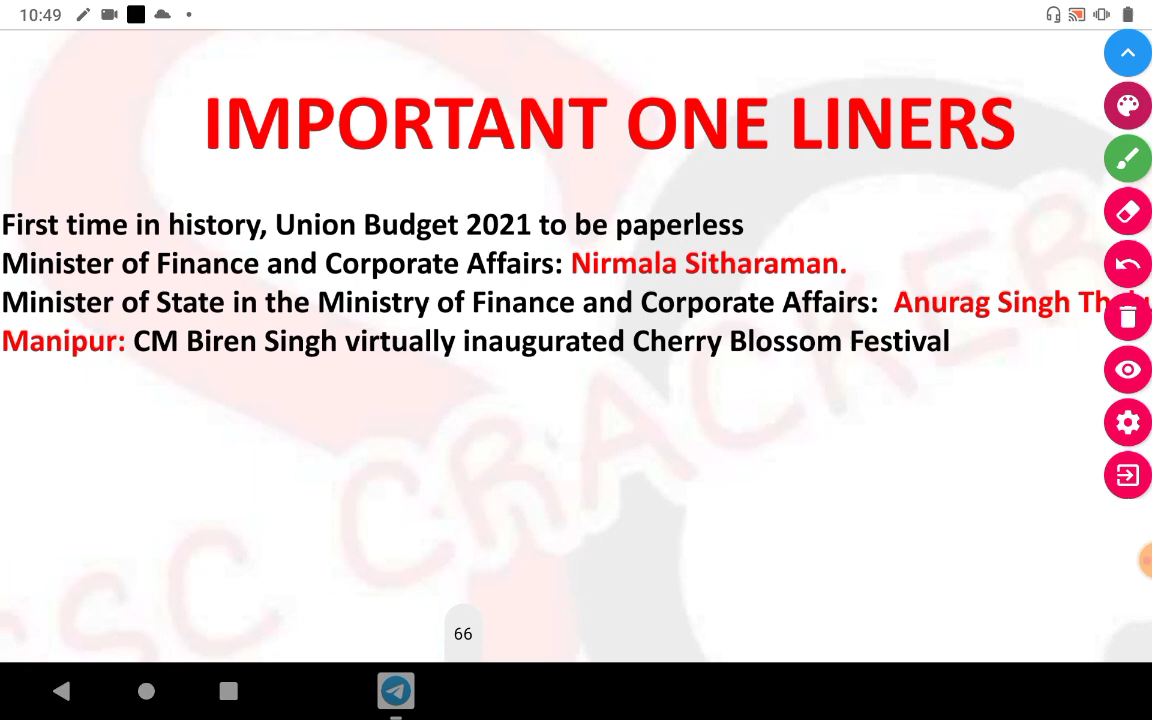 10:49
IMPORTANT ONE LINERS
First time in history, Union Budget 2021 to be paperless
Minister of Finance and Corporate Affairs: Nirmala Sitharaman.
Minister of State in the Ministry of Finance and Corporate Affairs: Anurag Singh
Manipur: CM Biren Singh virtually inaugurated Cherry Blossom Festival
SSC CRACKER
66